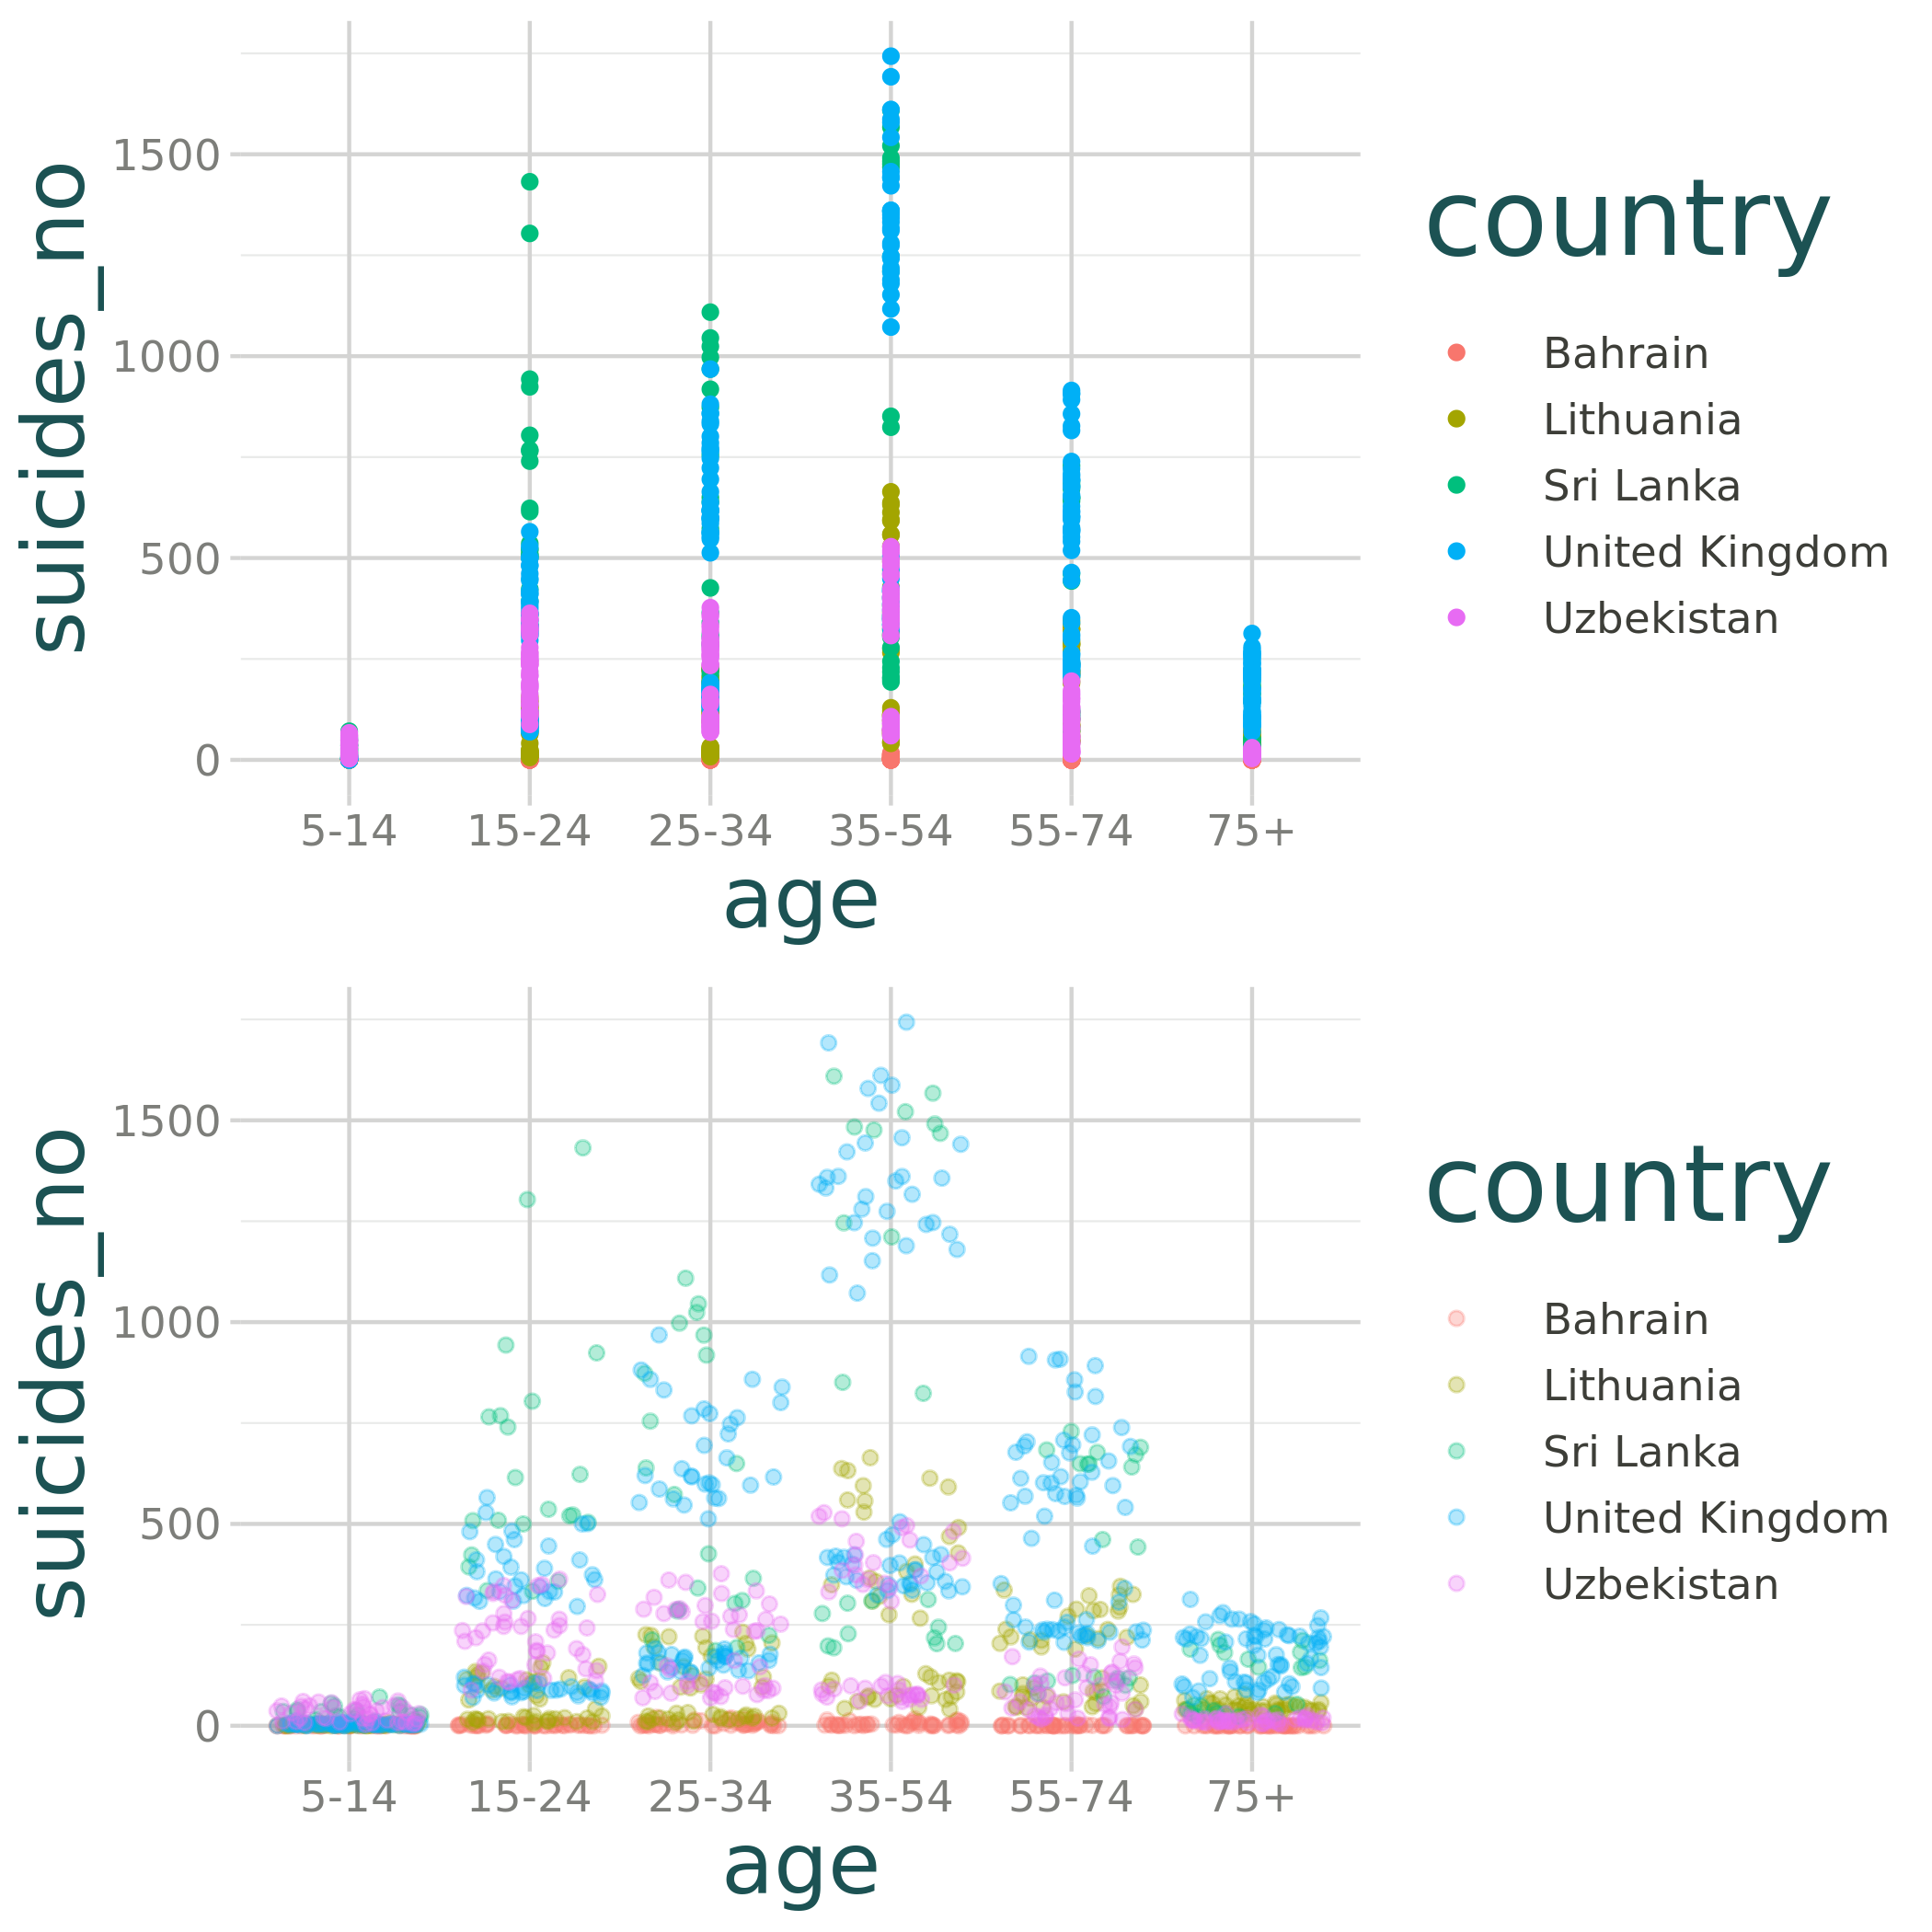 suicides_no
1500
1000
500
0
5-14 15-24 25-34 35-54 55-74 75+
age
country
Bahrain
Lithuania
Sri Lanka
United Kingdom
Uzbekistan
suicides_no
1500
1000
500
0
5-14 15-24 25-34 35-54 55-74 75+
age
country
Bahrain
Lithuania
Sri Lanka
United Kingdom
Uzbekistan